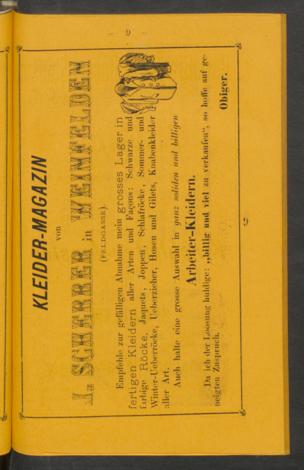 — 9 —
KLEIDER-MAGAZIN
von
J. SCHERRER in WEINFELDEN
(FELDGASSE).
Empfehle zur gefälligen Abnahme mein grosses Lager in
fertigen Kleidern aller Arten und Façons: Schwarze und
farbige Röcke, Jaquets, Joppen, Schlafröcke, Sommer- und
Winter-Ueberröcke, Ueberzieher, Hosen und Gilets, Knabenkleider
aller Art.
Auch halte eine grosse Auswahl in ganz soliden und billigen
Arbeiter-Kleidern.
Da ich der Losung huldige: „billig und viel zu verkaufen“, so hoffe auf ge-
neigten Zuspruch.
Obiger.